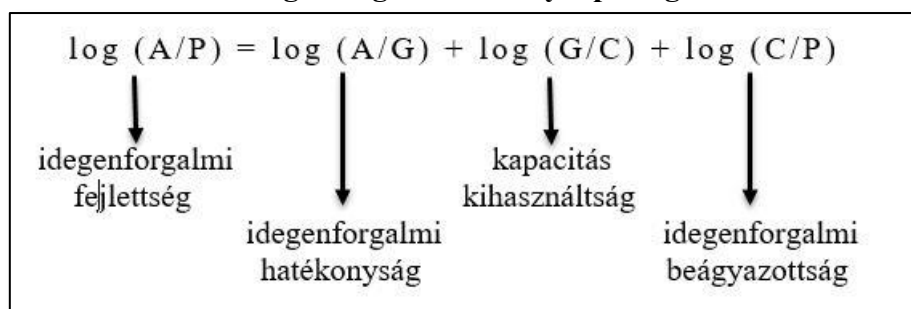 log (A/P) = log (A/G) + log (G/C) + log (C/P)
idegenforgalmi
fejlettség
kapacitás
kihasználtság
idegenforgalmi
hatékonyság
idegenforgalmi
beágyazottság